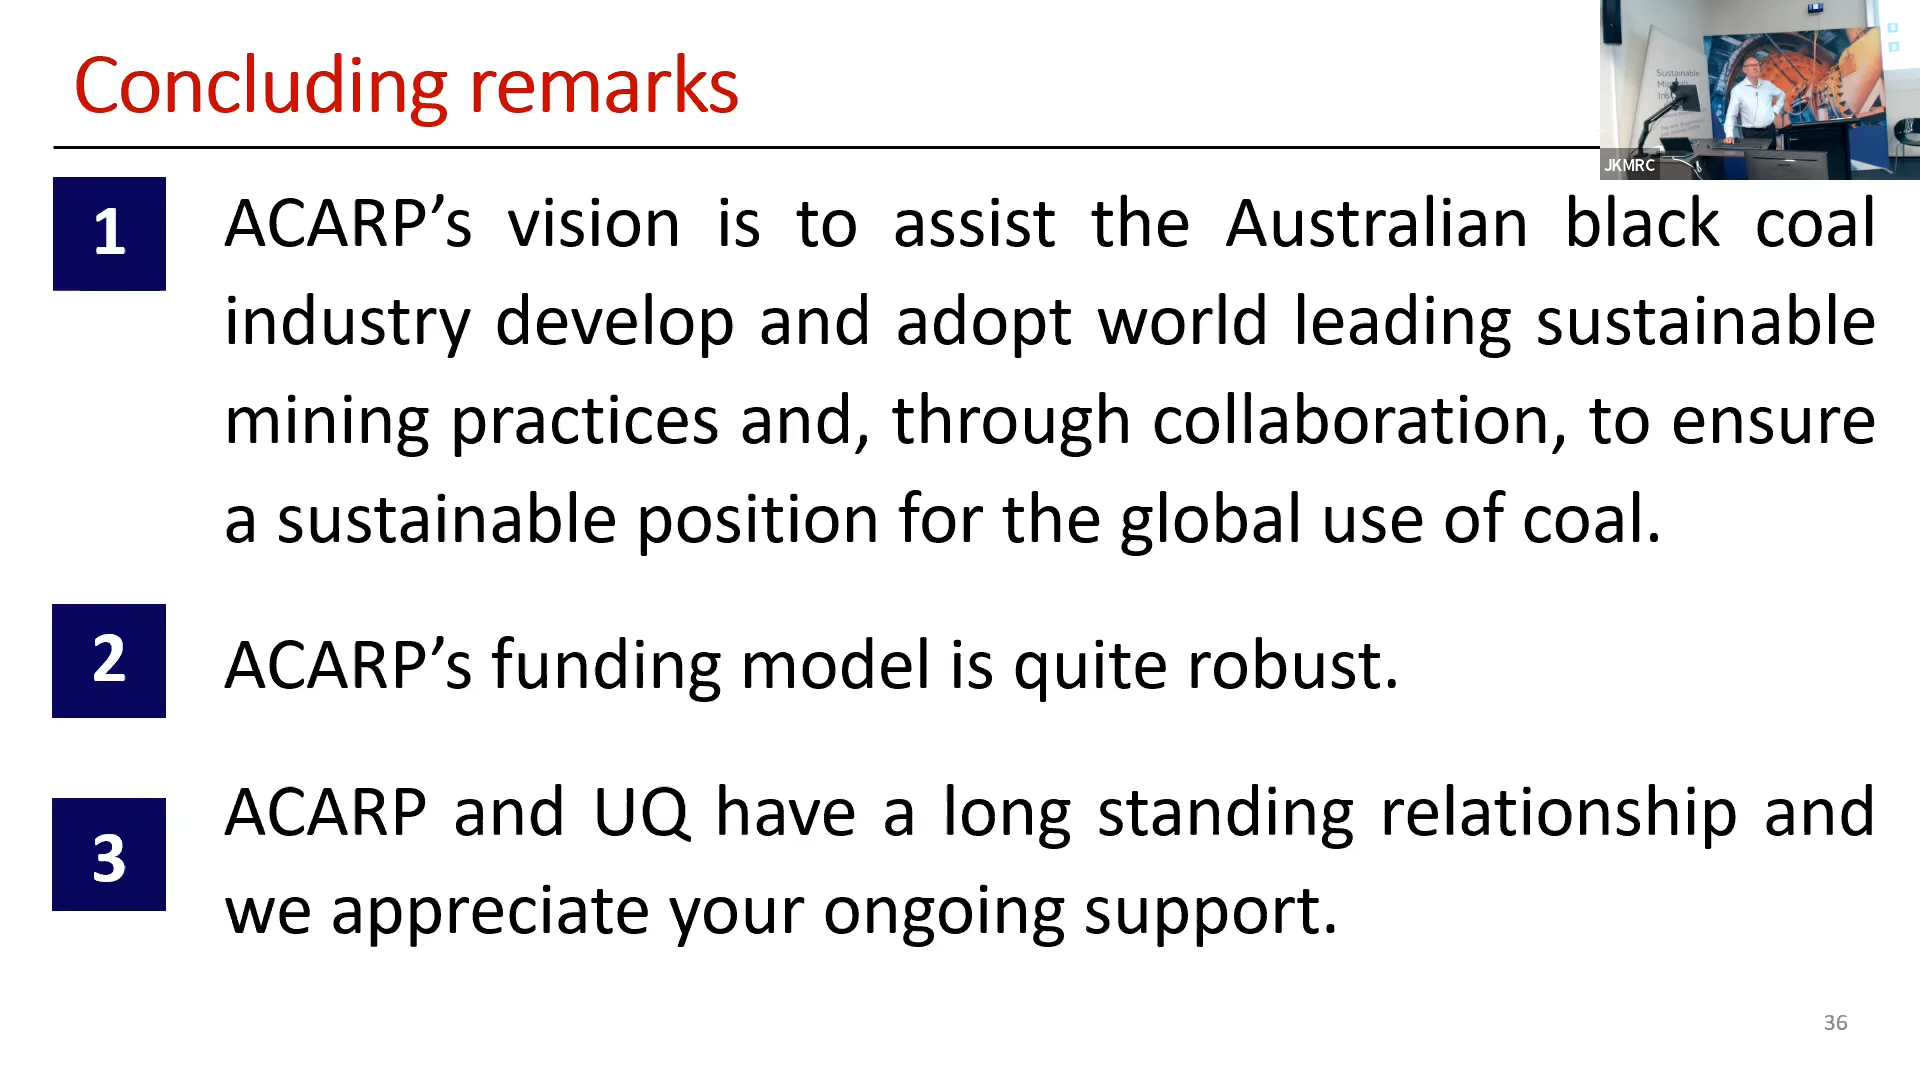 Concluding remarks
Sustainable
JKMRC
1
ACARP’s vision is to assist the Australian black coal
industry develop and adopt world leading sustainable
mining practices and, through collaboration, to ensure
a sustainable position for the global use of coal.
2
ACARP’s funding model is quite robust.
3
ACARP and UQ have a long standing relationship and
we appreciate your ongoing support.
36